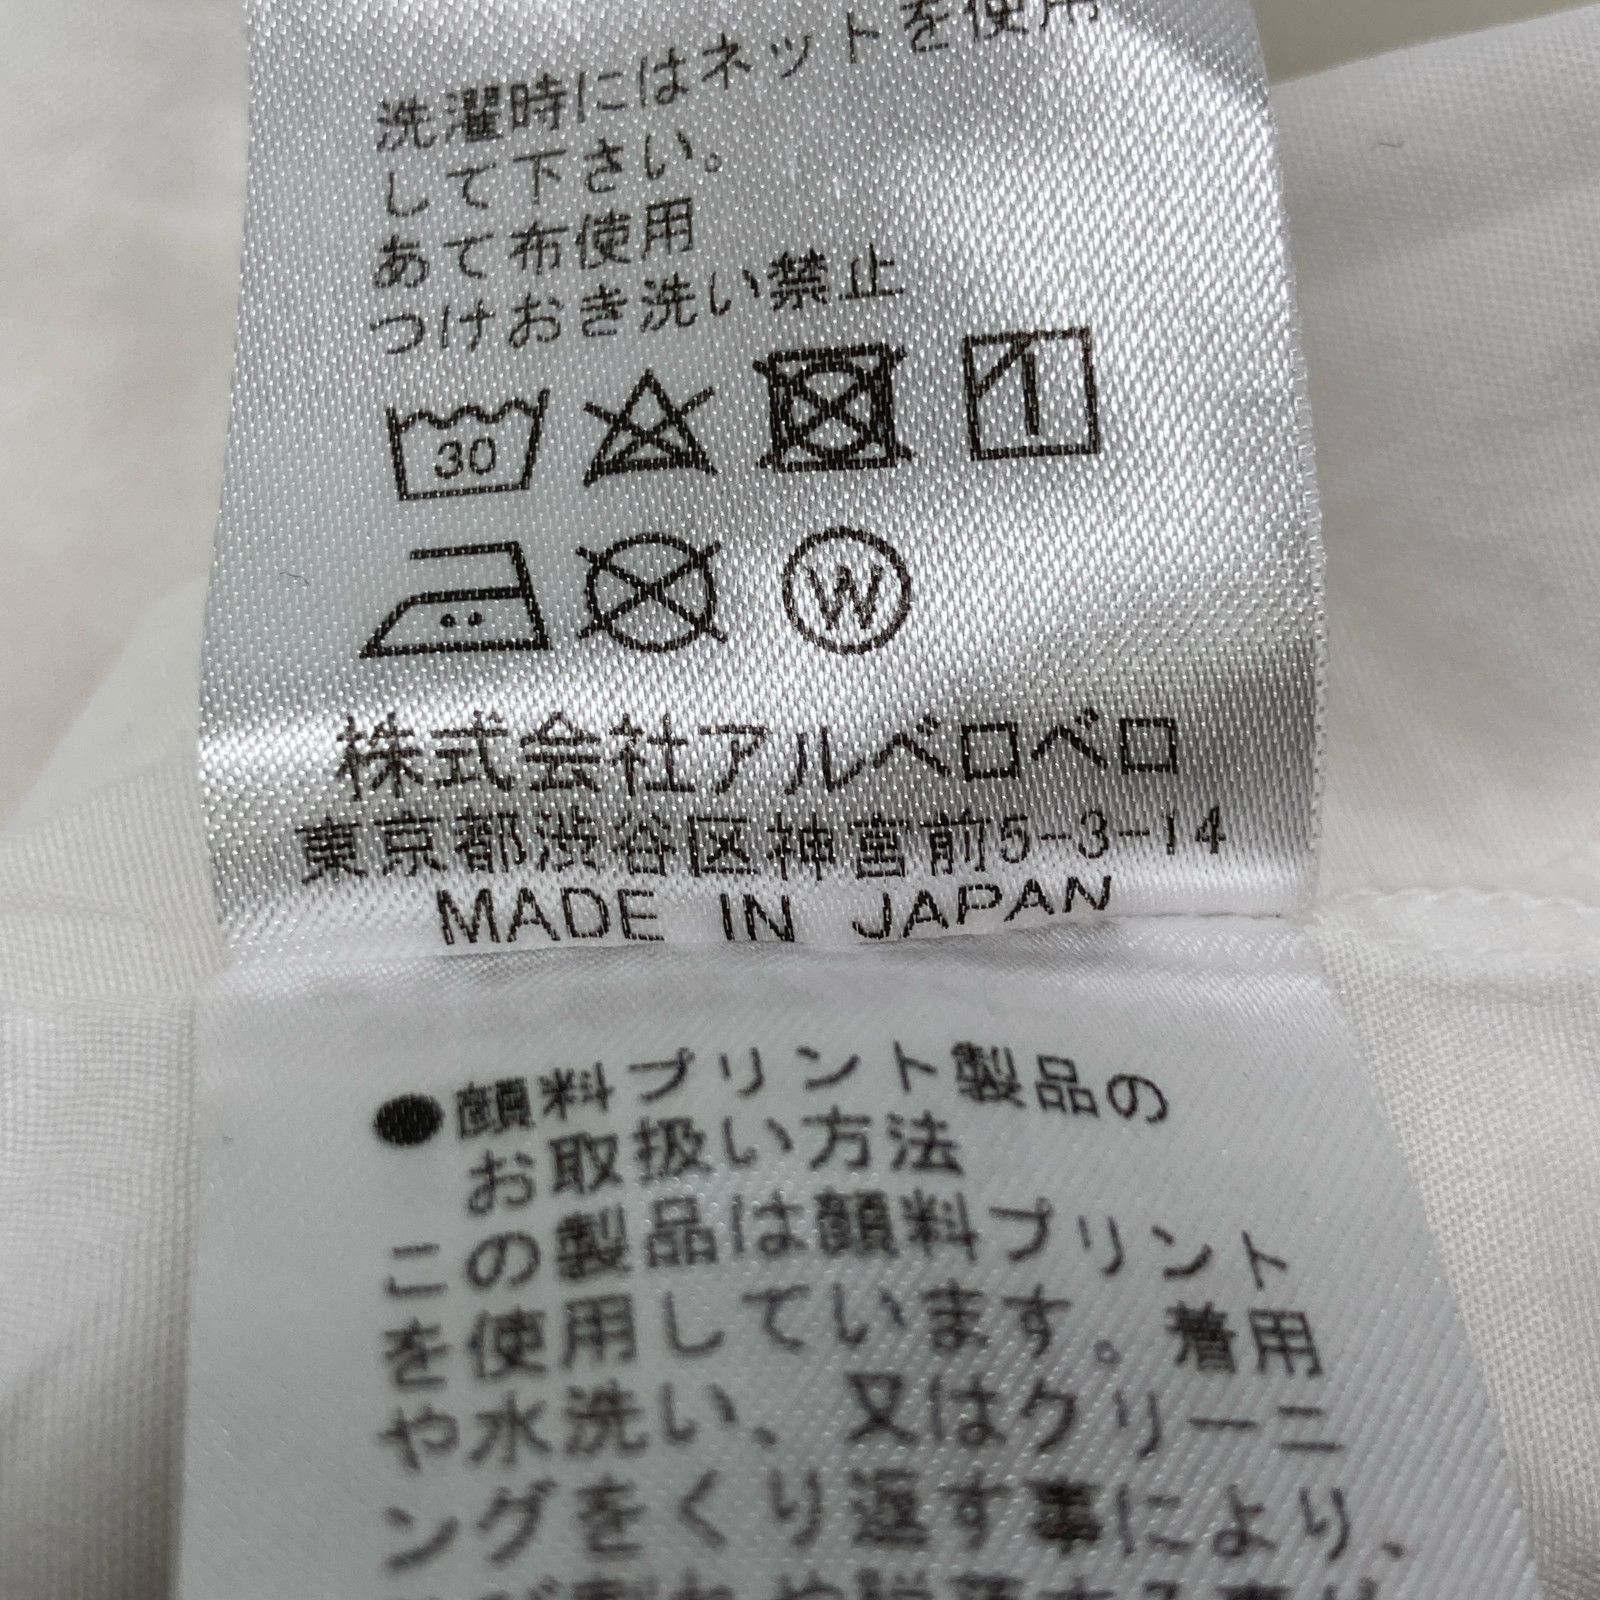 洗濯時にはネットを使用
して下さい。
あて布使用
つけおき洗い禁止
30
W
株式会社アルベロベロ
東京都渋谷区神宮前5-3-14
MADE IN JAPAN
●顔料プリント製品の
お取扱い方法
この製品は顔料プリント
を使用しています。着用
や水洗い、又はクリーニ
ングをくり返す事により、